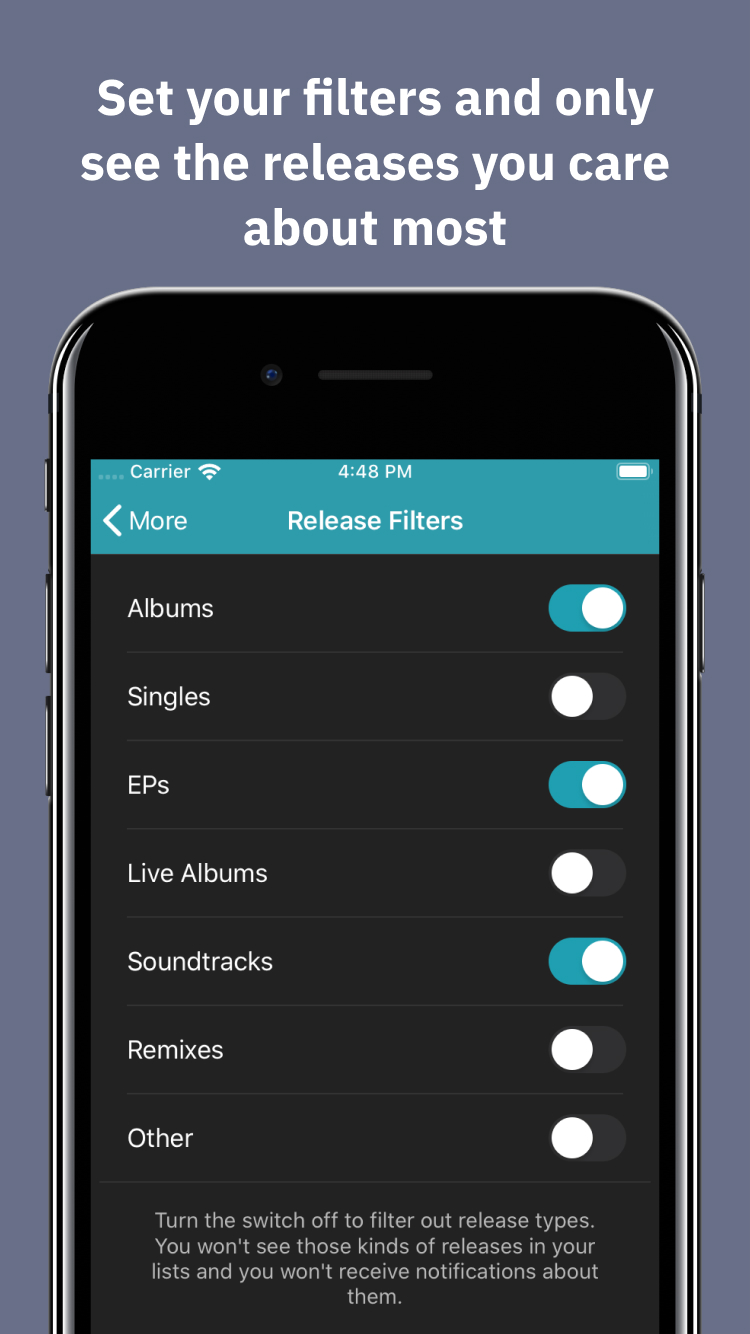 Set your filters and only
see the releases you care
about most
Carrier 4:48 PM
More Release Filters
Albums
Singles
EPs
Live Albums
Soundtracks
Remixes
Other
Turn the switch off to filter out release types.
You won't see those kinds of releases in your
lists and you won't receive notifications about
them.